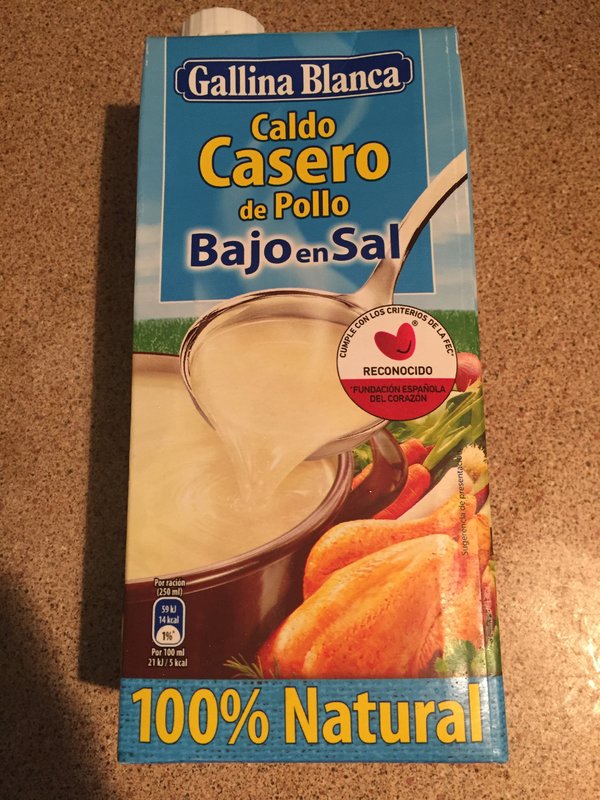 Gallina Blanca
Caldo
Casero
de Pollo
Bajo en Sal
CUMPLE CON LOS CRITERIOS DE LA FEC*
®
RECONOCIDO
*FUNDACIÓN ESPAÑOLA
DEL CORAZÓN
Sugerencia de presentación
Por ración
(250 ml)
59 kJ
14 kcal
1%*
Por 100 ml
21 kJ / 5 kcal
100% Natural